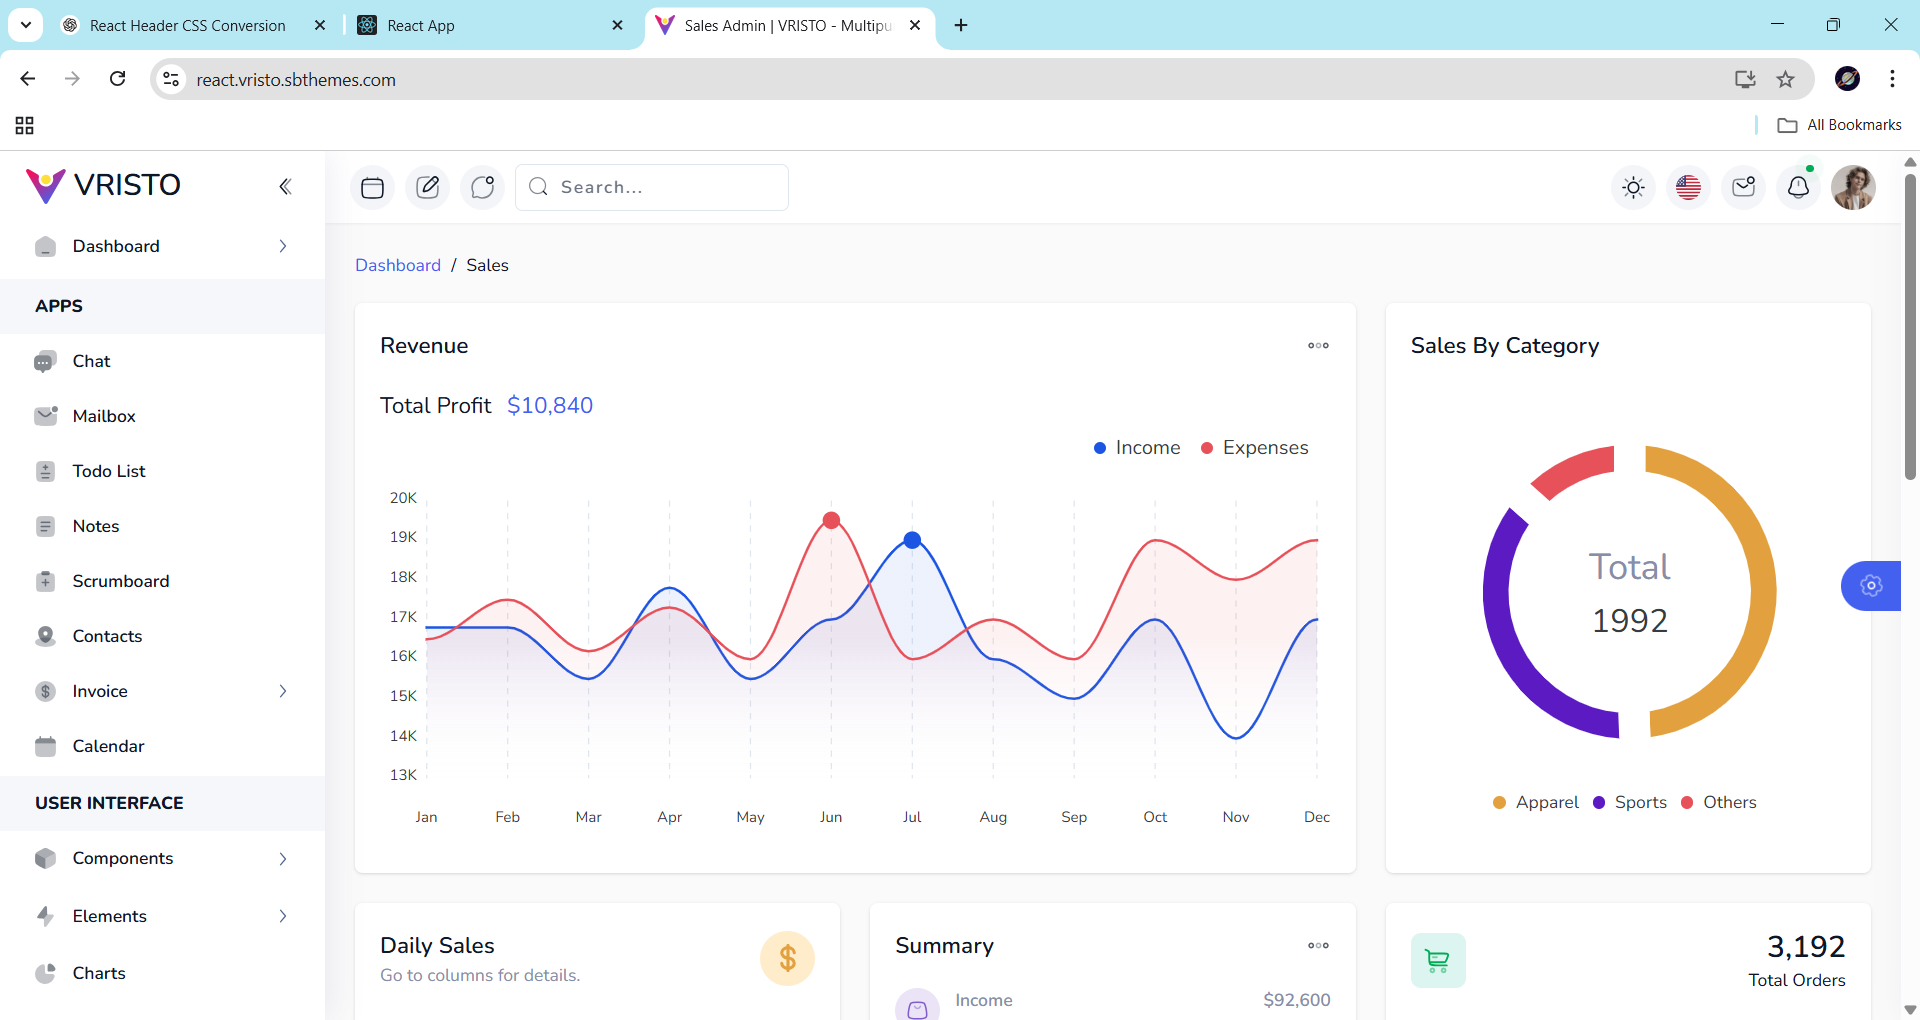 React Header CSS Conversion
React App
Sales Admin | VRISTO - Multipu
react.vristo.sbthemes.com
All Bookmarks
VRISTO
Search...
Dashboard
APPS
Chat
Mailbox
Todo List
Notes
Scrumboard
Contacts
Invoice
Calendar
USER INTERFACE
Components
Elements
Charts
Dashboard / Sales
Revenue
Total Profit $10,840
Income Expenses
20K
19K
18K
17K
16K
15K
14K
13K
Jan Feb Mar Apr May Jun Jul Aug Sep Oct Nov Dec
Sales By Category
Total
1992
Apparel Sports Others
Daily Sales
Go to columns for details.
$
Summary
Income $92,600
3,192
Total Orders